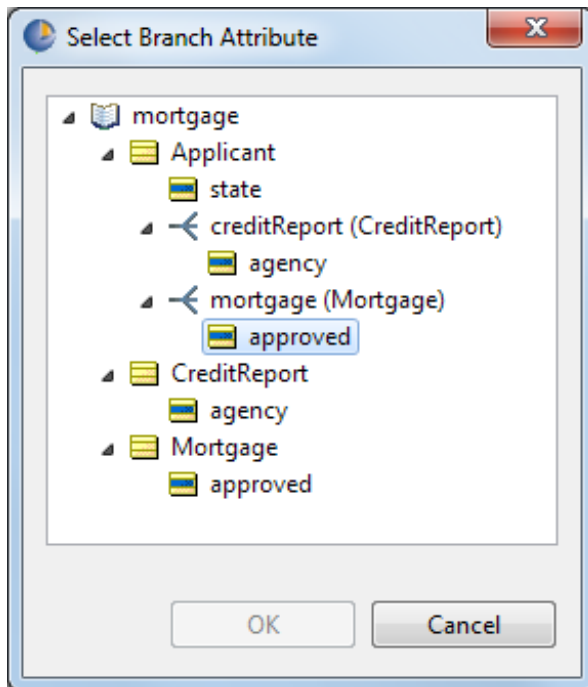 Select Branch Attribute
mortgage
Applicant
state
creditReport (CreditReport)
agency
mortgage (Mortgage)
approved
CreditReport
agency
Mortgage
approved
OK
Cancel